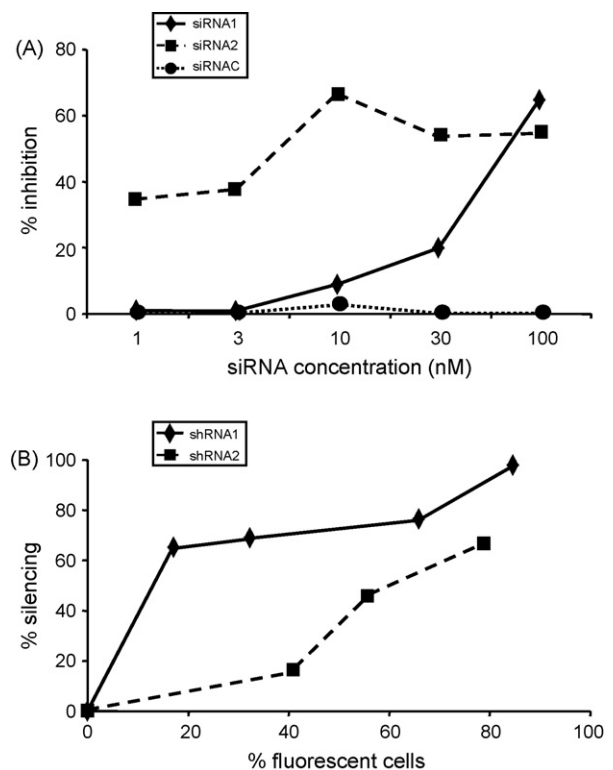 (A)
siRNA1
siRNA2
siRNAC
80
60
40
20
0
% inhibition
1 3 10 30 100
siRNA concentration (nM)
(B)
shRNA1
shRNA2
100
80
60
40
20
0
% silencing
0 20 40 60 80 100
% fluorescent cells